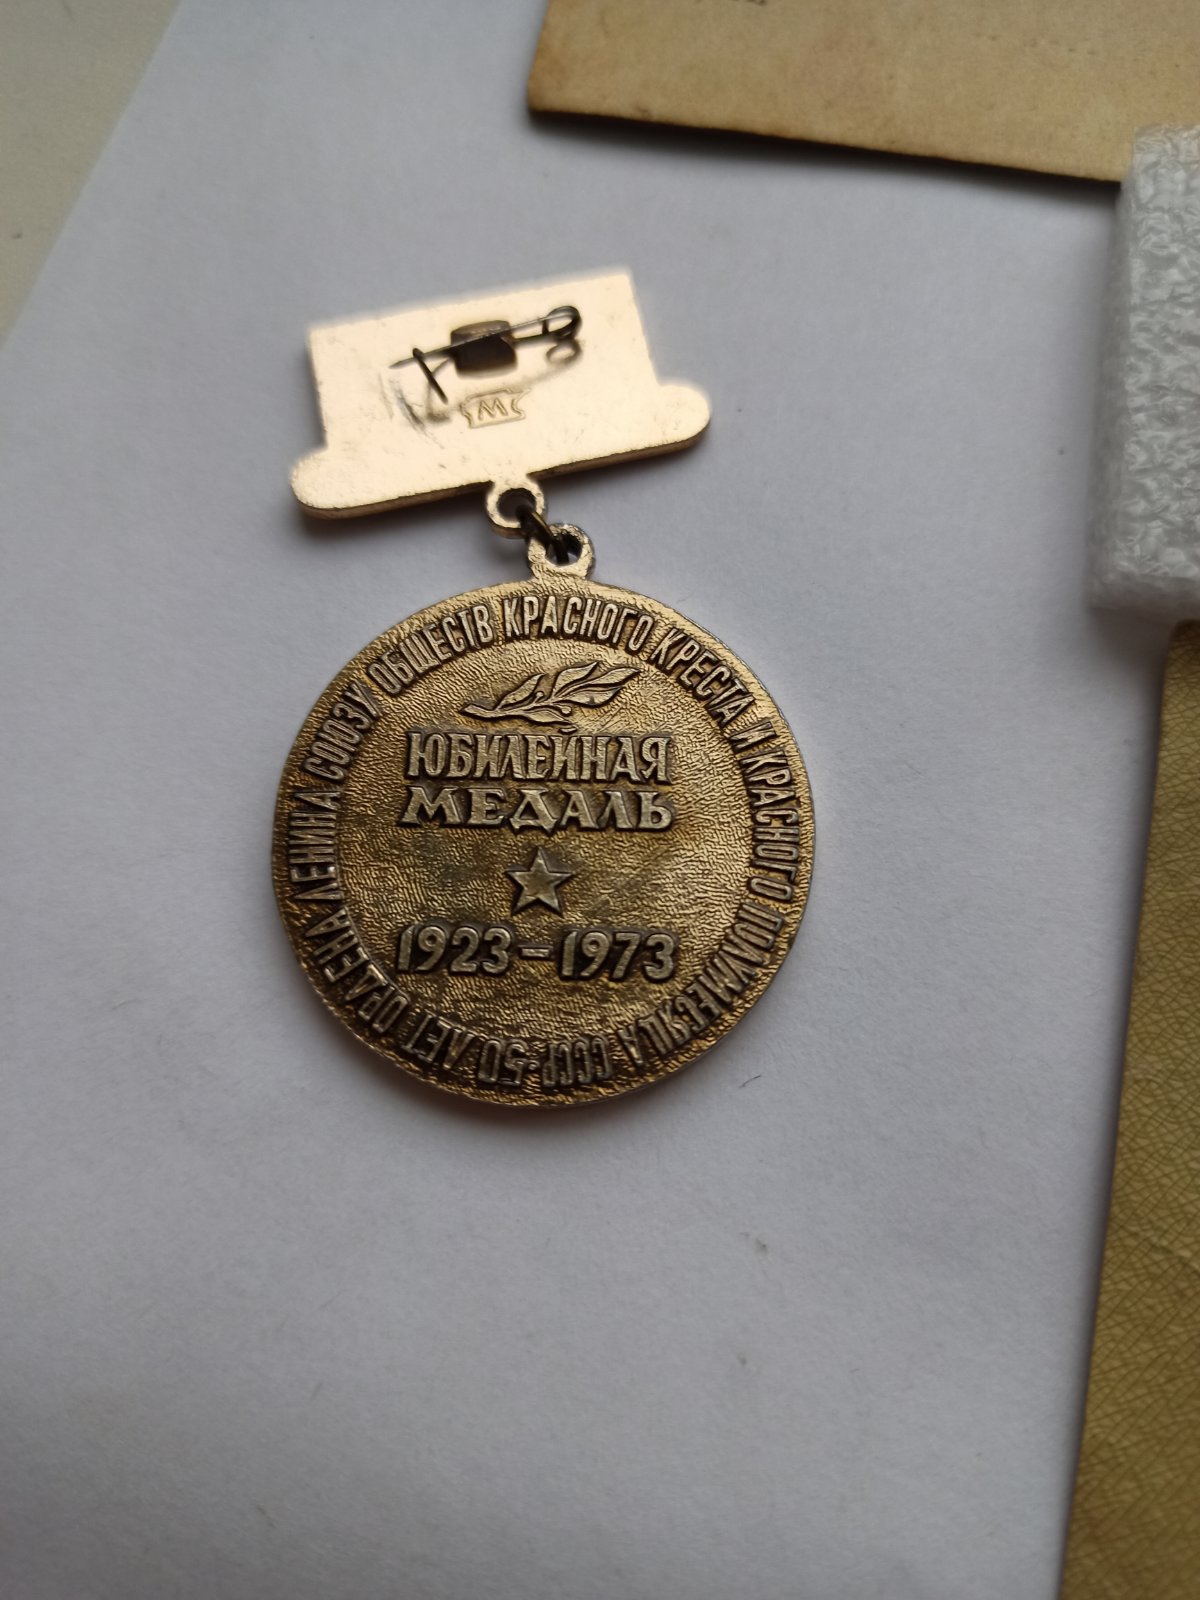 М
50 ЛЕТ ОРДЕНА ЛЕНИНА СОЮЗУ ОБЩЕСТВ КРАСНОГО КРЕСТА И КРАСНОГО ПОЛУМЕСЯЦА СССР·
ЮБИЛЕЙНАЯ
МЕДАЛЬ
1923-1973